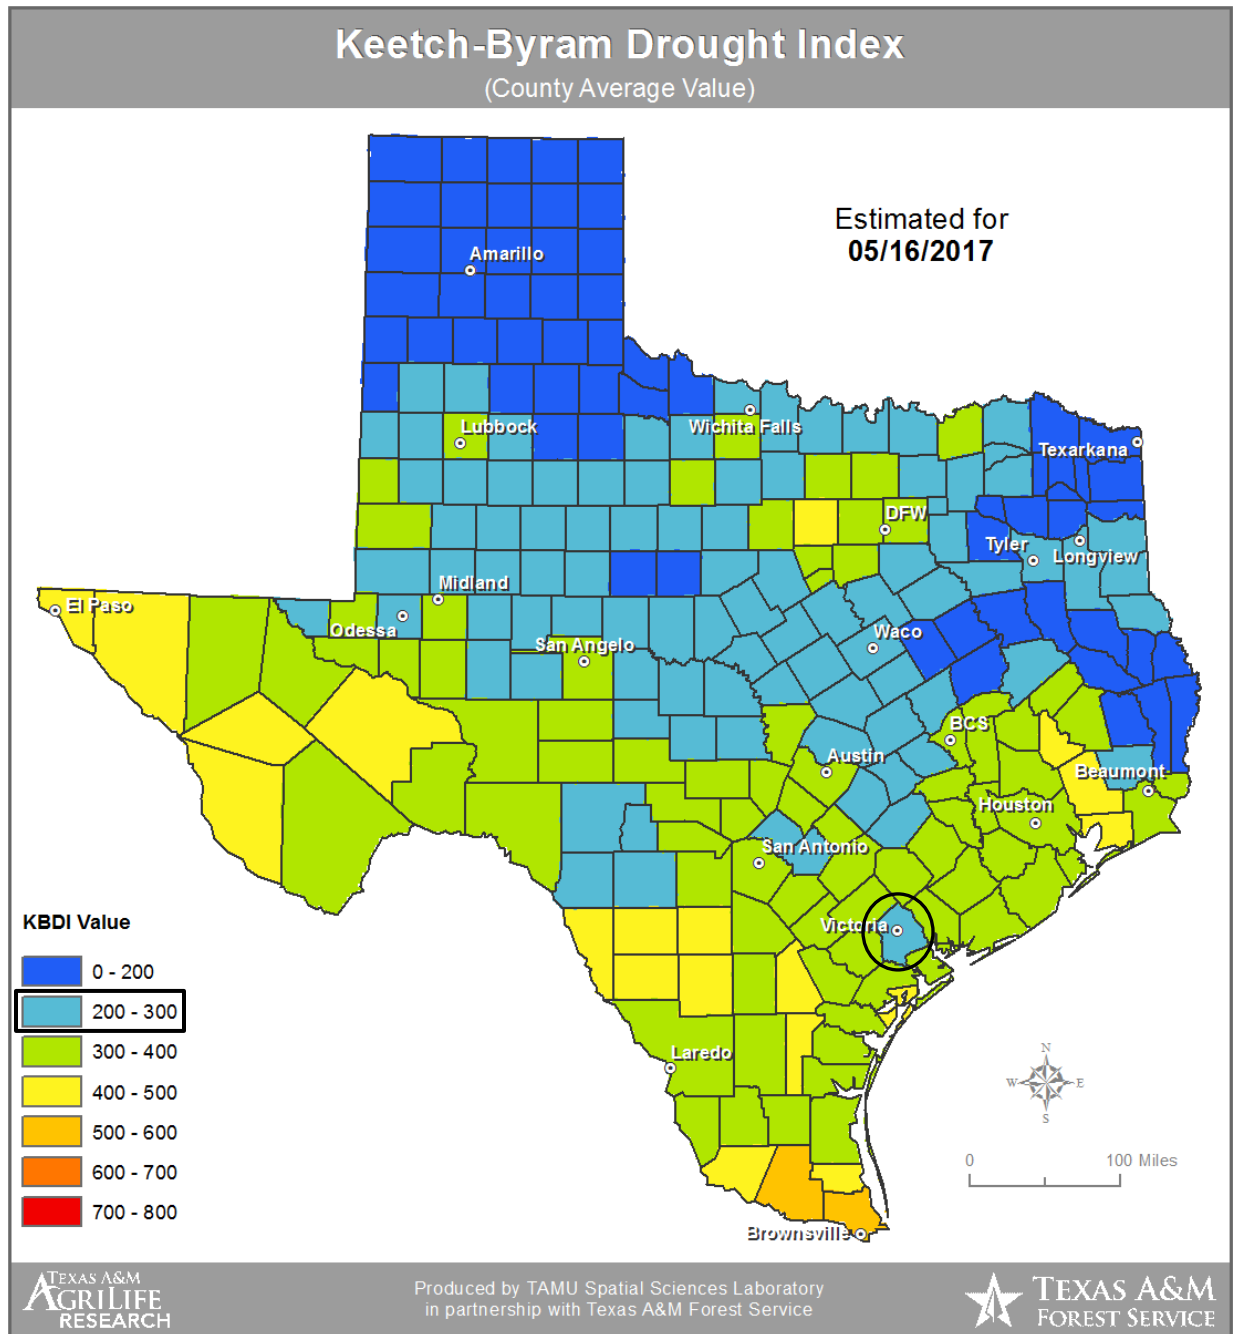 Keetch-Byram Drought Index
(County Average Value)
Estimated for
05/16/2017
Amarillo
Lubbock
Wichita Falls
Texarkana
DFW
Tyler
Longview
Midland
El Paso
Odessa
San Angelo
Waco
BCS
Austin
Beaumont
Houston
San Antonio
Victoria
Laredo
Brownsville
KBDI Value
0 - 200
200 - 300
300 - 400
400 - 500
500 - 600
600 - 700
700 - 800
N
W
E
S
0
100 Miles
TEXAS A&M
AGRILIFE
RESEARCH
Produced by TAMU Spatial Sciences Laboratory
in partnership with Texas A&M Forest Service
TEXAS A&M
FOREST SERVICE